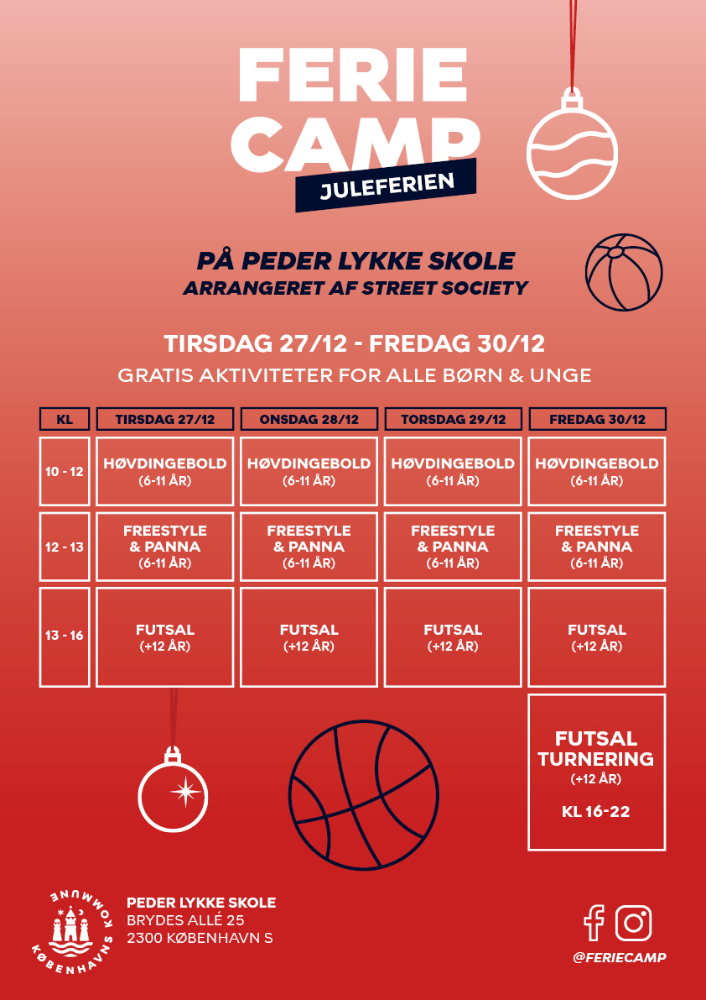 FERIE
CAMP
JULEFERIEN
PÅ PEDER LYKKE SKOLE
ARRANGERET AF STREET SOCIETY
TIRSDAG 27/12 - FREDAG 30/12
GRATIS AKTIVITETER FOR ALLE BØRN & UNGE
KL TIRSDAG 27/12 ONSDAG 28/12 TORSDAG 29/12 FREDAG 30/12
10 - 12
HØVDINGEBOLD HØVDINGEBOLD HØVDINGEBOLD HØVDINGEBOLD
(6-11 ÅR) (6-11 ÅR) (6-11 ÅR) (6-11 ÅR)
12 - 13
FREESTYLE FREESTYLE FREESTYLE FREESTYLE
& PANNA & PANNA & PANNA & PANNA
(6-11 ÅR) (6-11 ÅR) (6-11 ÅR) (6-11 ÅR)
13 - 16
FUTSAL FUTSAL FUTSAL FUTSAL
(+12 ÅR) (+12 ÅR) (+12 ÅR) (+12 ÅR)
FUTSAL
TURNERING
(+12 ÅR)
KL 16-22
KØBENHAVNS KOMMUNE
PEDER LYKKE SKOLE
BRYDES ALLÉ 25
2300 KØBENHAVN S
@FERIECAMP